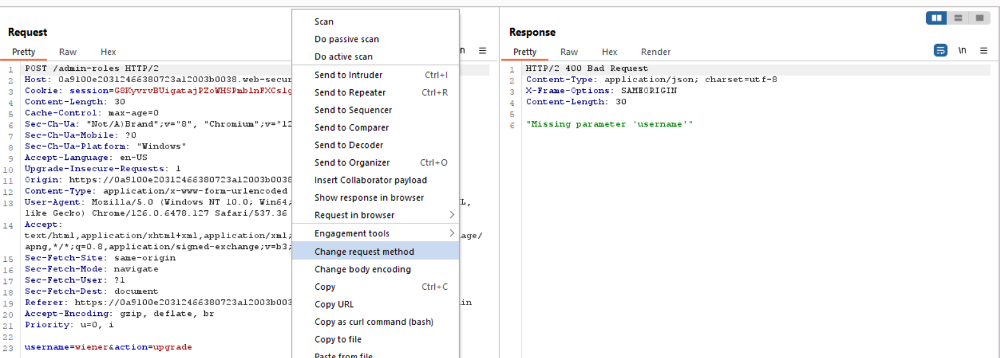 Request
Pretty Raw Hex
n
1 POST /admin-roles HTTP/2
2 Host: 0a9100e20312466380723a12003b0038.web-secur
3 Cookie: session=
4 Content-Length: 30
5 Cache-Control: max-age=0
6 Sec-Ch-Ua: "Not/A)Brand";v="8", "Chromium";v="12
7 Sec-Ch-Ua-Mobile: ?0
8 Sec-Ch-Ua-Platform: "Windows"
9 Accept-Language: en-US
10 Upgrade-Insecure-Requests: 1
11 Origin: https://0a9100e20312466380723a12003b0038
12 Content-Type: application/x-www-form-urlencoded
13 User-Agent: Mozilla/5.0 (Windows NT 10.0; Win64; L,
like Gecko) Chrome/126.0.6478.127 Safari/537.36
14 Accept:
text/html,application/xhtml+xml,application/xml; age/
apng,*/*;q=0.8,application/signed-exchange;v=b3;
15 Sec-Fetch-Site: same-origin
16 Sec-Fetch-Mode: navigate
17 Sec-Fetch-User: ?1
18 Sec-Fetch-Dest: document
19 Referer: https://0a9100e20312466380723a12003b003 in
20 Accept-Encoding: gzip, deflate, br
21 Priority: u=0, i
22
23 username=wiener&action=upgrade
Scan
Do passive scan
Do active scan
Send to Intruder Ctrl+I
Send to Repeater Ctrl+R
Send to Sequencer
Send to Comparer
Send to Decoder
Send to Organizer Ctrl+O
Insert Collaborator payload
Show response in browser
Request in browser
Engagement tools
Change request method
Change body encoding
Copy Ctrl+C
Copy URL
Copy as curl command (bash)
Copy to file
Paste from file
Response
Pretty Raw Hex Render
\n
1 HTTP/2 400 Bad Request
2 Content-Type: application/json; charset=utf-8
3 X-Frame-Options: SAMEORIGIN
4 Content-Length: 30
5
6 "Missing parameter 'username'"